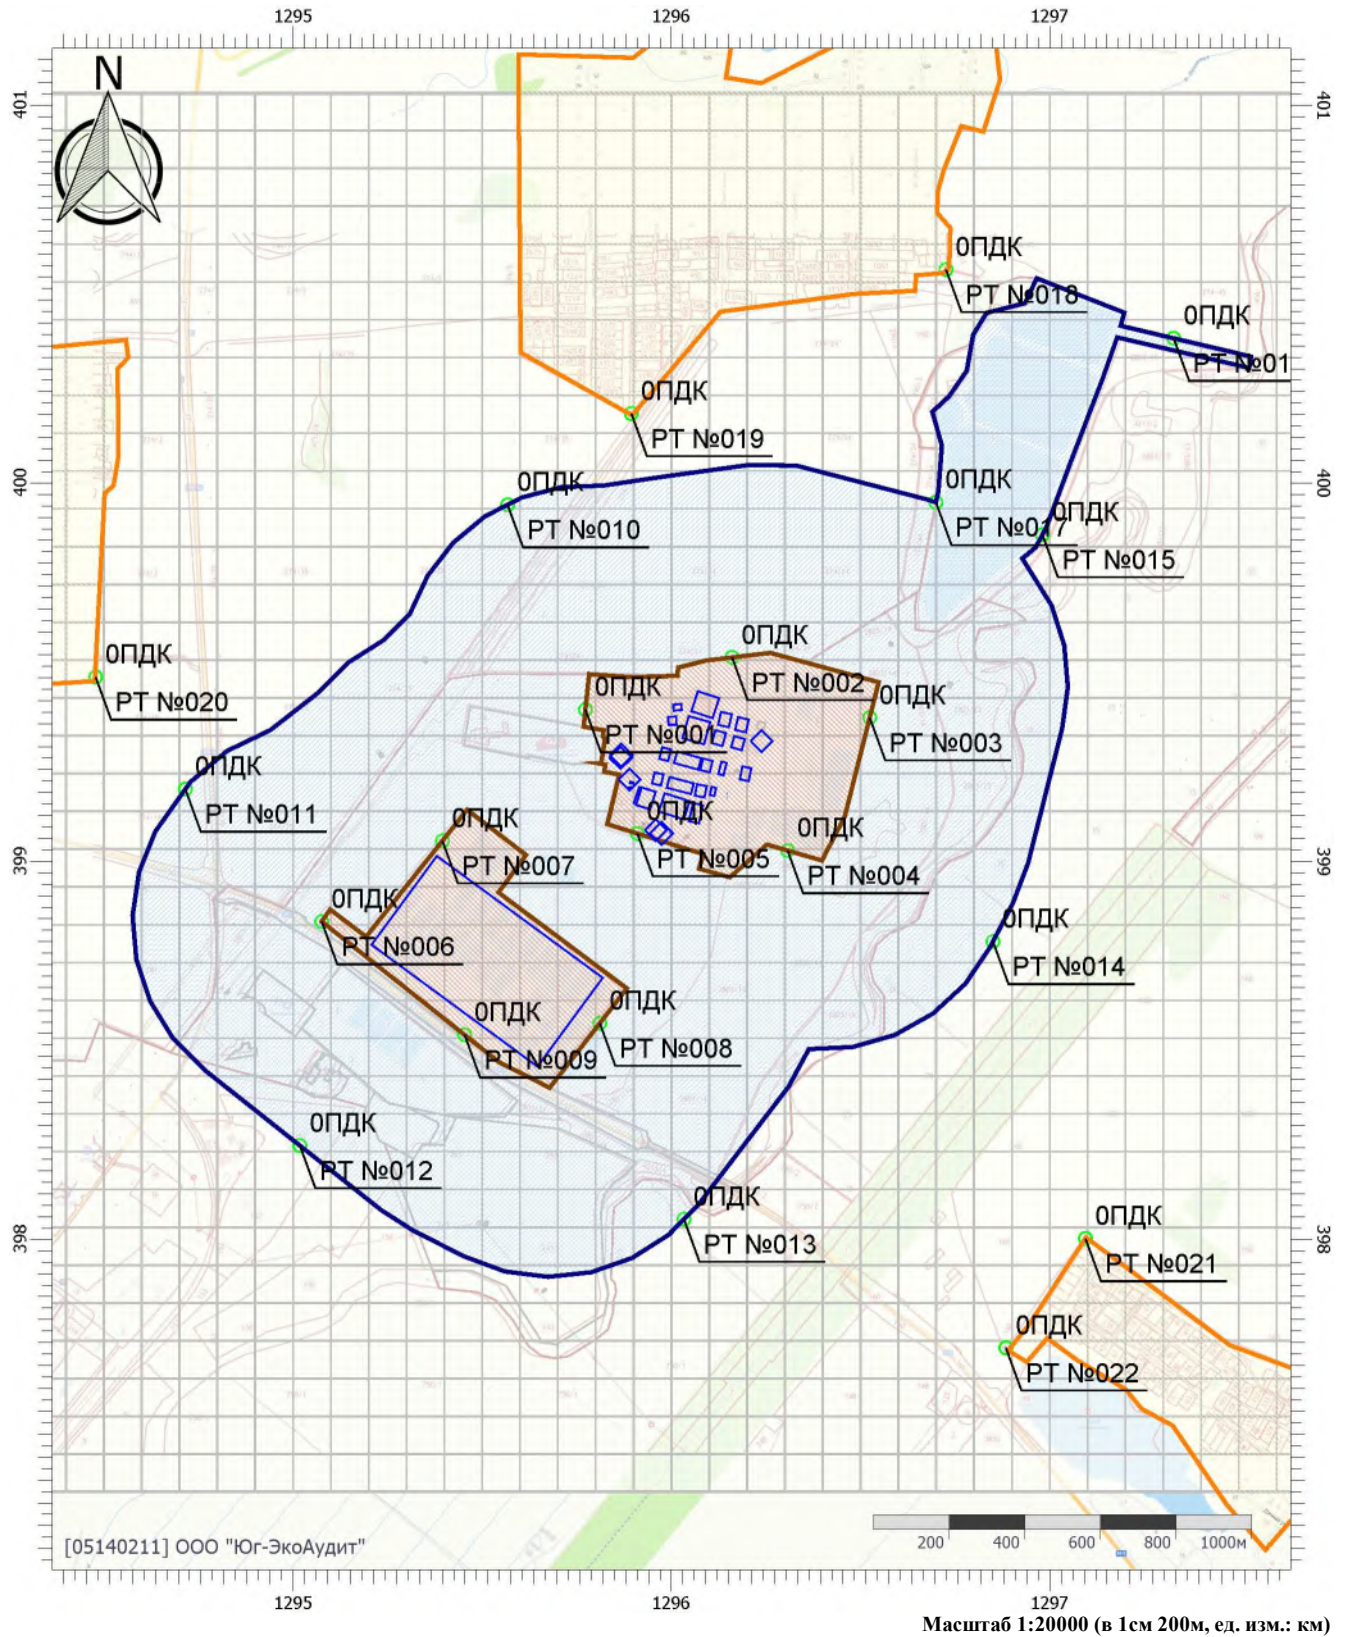 1295 1296 1297
N
401 401
0ПДК
РТ №018
0ПДК
РТ №01
0ПДК
РТ №019
400 400
0ПДК
РТ №010
0ПДК
РТ №017
0ПДК
РТ №015
0ПДК
РТ №002
0ПДК
РТ №020
0ПДК
РТ №001
0ПДК
РТ №003
0ПДК
РТ №011
0ПДК
РТ №005
0ПДК
РТ №004
0ПДК
РТ №007
399 399
0ПДК
РТ №006
0ПДК
РТ №014
0ПДК
РТ №008
0ПДК
РТ №009
0ПДК
РТ №012
0ПДК
РТ №013
398 398
0ПДК
РТ №021
0ПДК
РТ №022
[05140211] ООО "Юг-ЭкоАудит"
200 400 600 800 1000м
1295 1296 1297
Масштаб 1:20000 (в 1см 200м, ед. изм.: км)